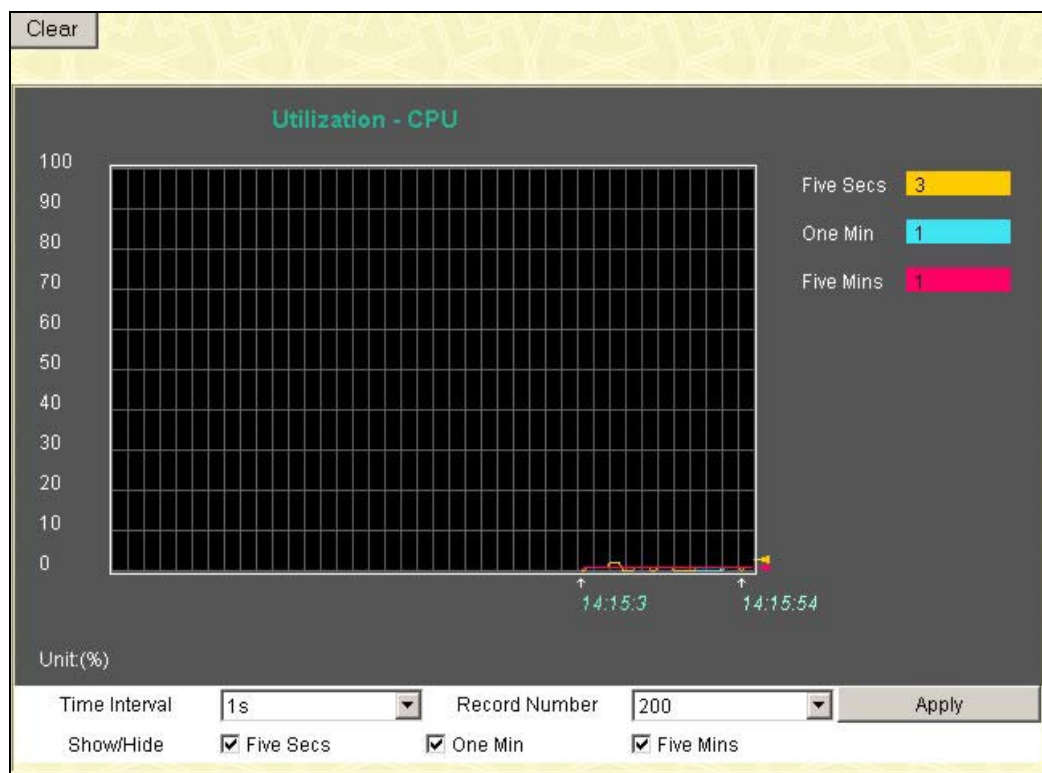 Clear
Utilization - CPU
100
90
80
70
60
50
40
30
20
10
0
Five Secs 3
One Min 1
Five Mins 1
14:15:3 14:15:54
Unit:(%)
Time Interval 1s Record Number 200 Apply
Show/Hide Five Secs One Min Five Mins